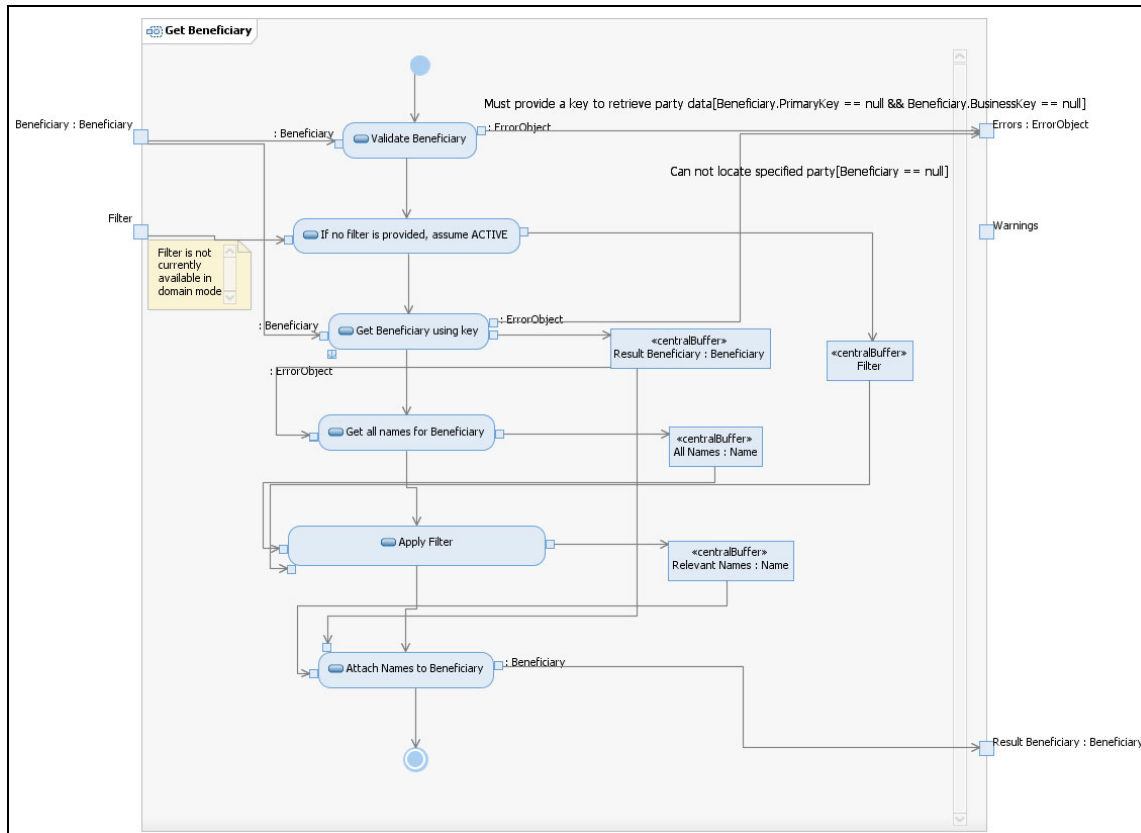 Get Beneficiary
Must provide a key to retrieve party data[Beneficiary.PrimaryKey == null && Beneficiary.BusinessKey == null]
Beneficiary : Beneficiary
: Beneficiary
Validate Beneficiary
: ErrorObject
Errors : ErrorObject
Can not locate specified party[Beneficiary == null]
Filter
If no filter is provided, assume ACTIVE
Warnings
Filter is not
currently
available in
domain mode
: Beneficiary
Get Beneficiary using key
: ErrorObject
«centralBuffer»
Result Beneficiary : Beneficiary
«centralBuffer»
Filter
: ErrorObject
Get all names for Beneficiary
«centralBuffer»
All Names : Name
Apply Filter
«centralBuffer»
Relevant Names : Name
Attach Names to Beneficiary
: Beneficiary
Result Beneficiary : Beneficiary